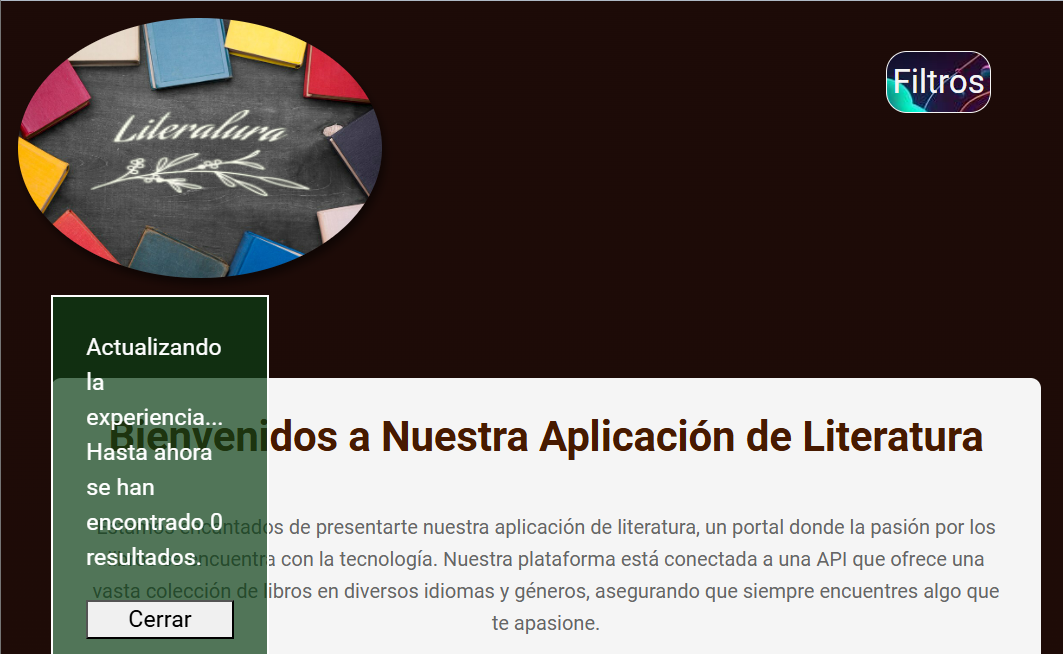 Literatura
Filtros
Actualizando
la
experiencia...
Hasta ahora
se han
encontrado 0
resultados.
Cerrar
Bienvenidos a Nuestra Aplicación de Literatura
Estamos encantados de presentarte nuestra aplicación de literatura, un portal donde la pasión por los
encuentra con la tecnología. Nuestra plataforma está conectada a una API que ofrece una
vasta colección de libros en diversos idiomas y géneros, asegurando que siempre encuentres algo que
te apasione.